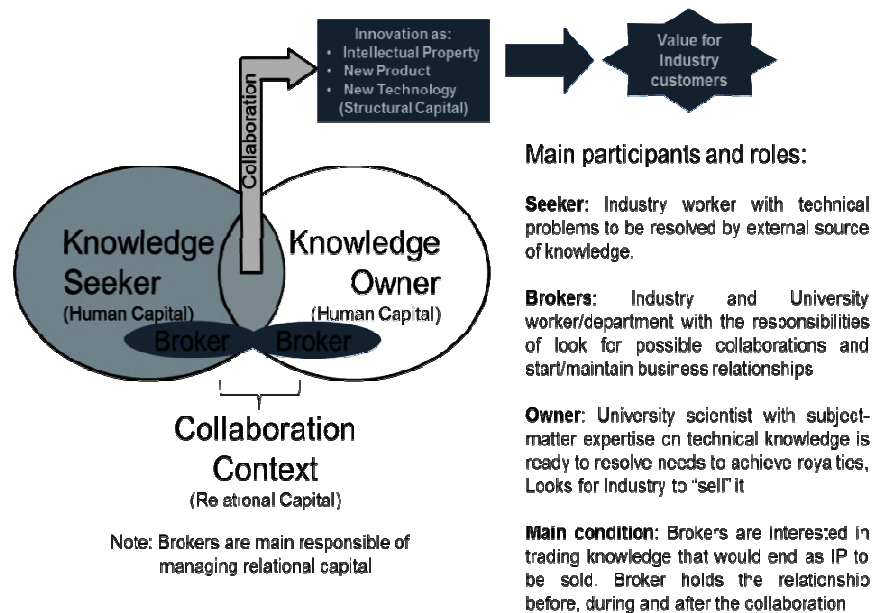 Innovation as:
• Intellectual Property
• New Product
• New Technology
(Structural Capital)
Value for
Industry
customers
Collaboration
Knowledge
Seeker
(Human Capital)
Knowledge
Owner
(Human Capital)
Broker
Broker
Collaboration
Context
(Relational Capital)
Note: Brokers are main responsible of
managing relational capital
Main participants and roles:
Seeker: Industry worker with technical
problems to be resolved by external source
of knowledge.
Brokers: Industry and University
worker/department with the responsibilities
of look for possible collaborations and
start/maintain business relationships
Owner: University scientist with subject-
matter expertise on technical knowledge is
ready to resolve needs to achieve royalties,
Looks for Industry to "sell" it
Main condition: Brokers are interested in
trading knowledge that would end as IP to
be sold. Broker holds the relationship
before, during and after the collaboration